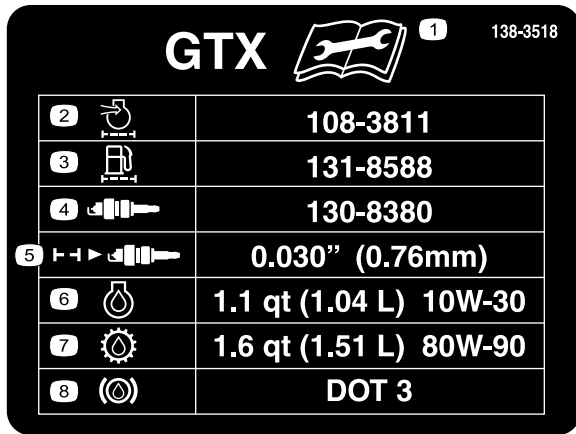 GTX 1 138-3518
2 108-3811
3 131-8588
4 130-8380
5 0.030” (0.76mm)
6 1.1 qt (1.04 L) 10W-30
7 1.6 qt (1.51 L) 80W-90
8 DOT 3